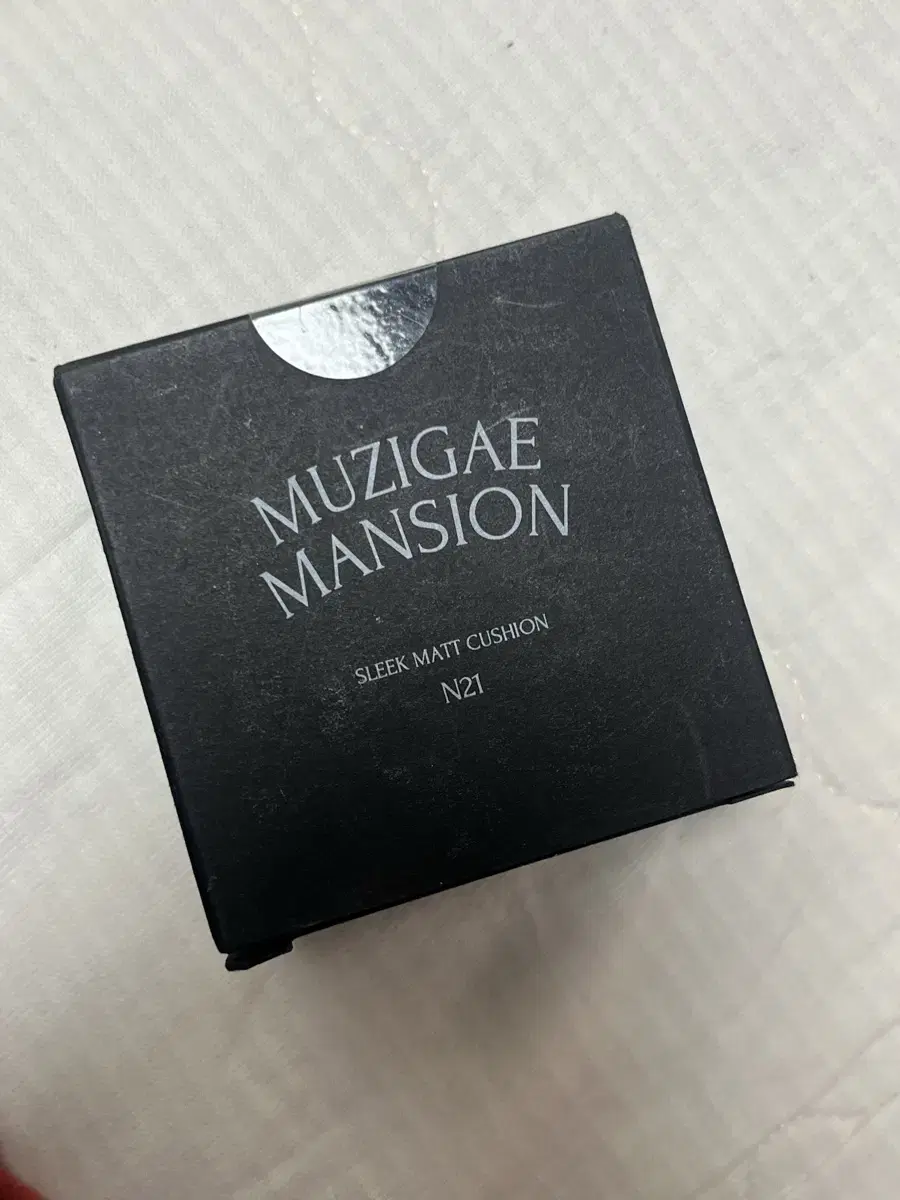 MUZIGAE
MANSION
SLEEK MATT CUSHION
N21